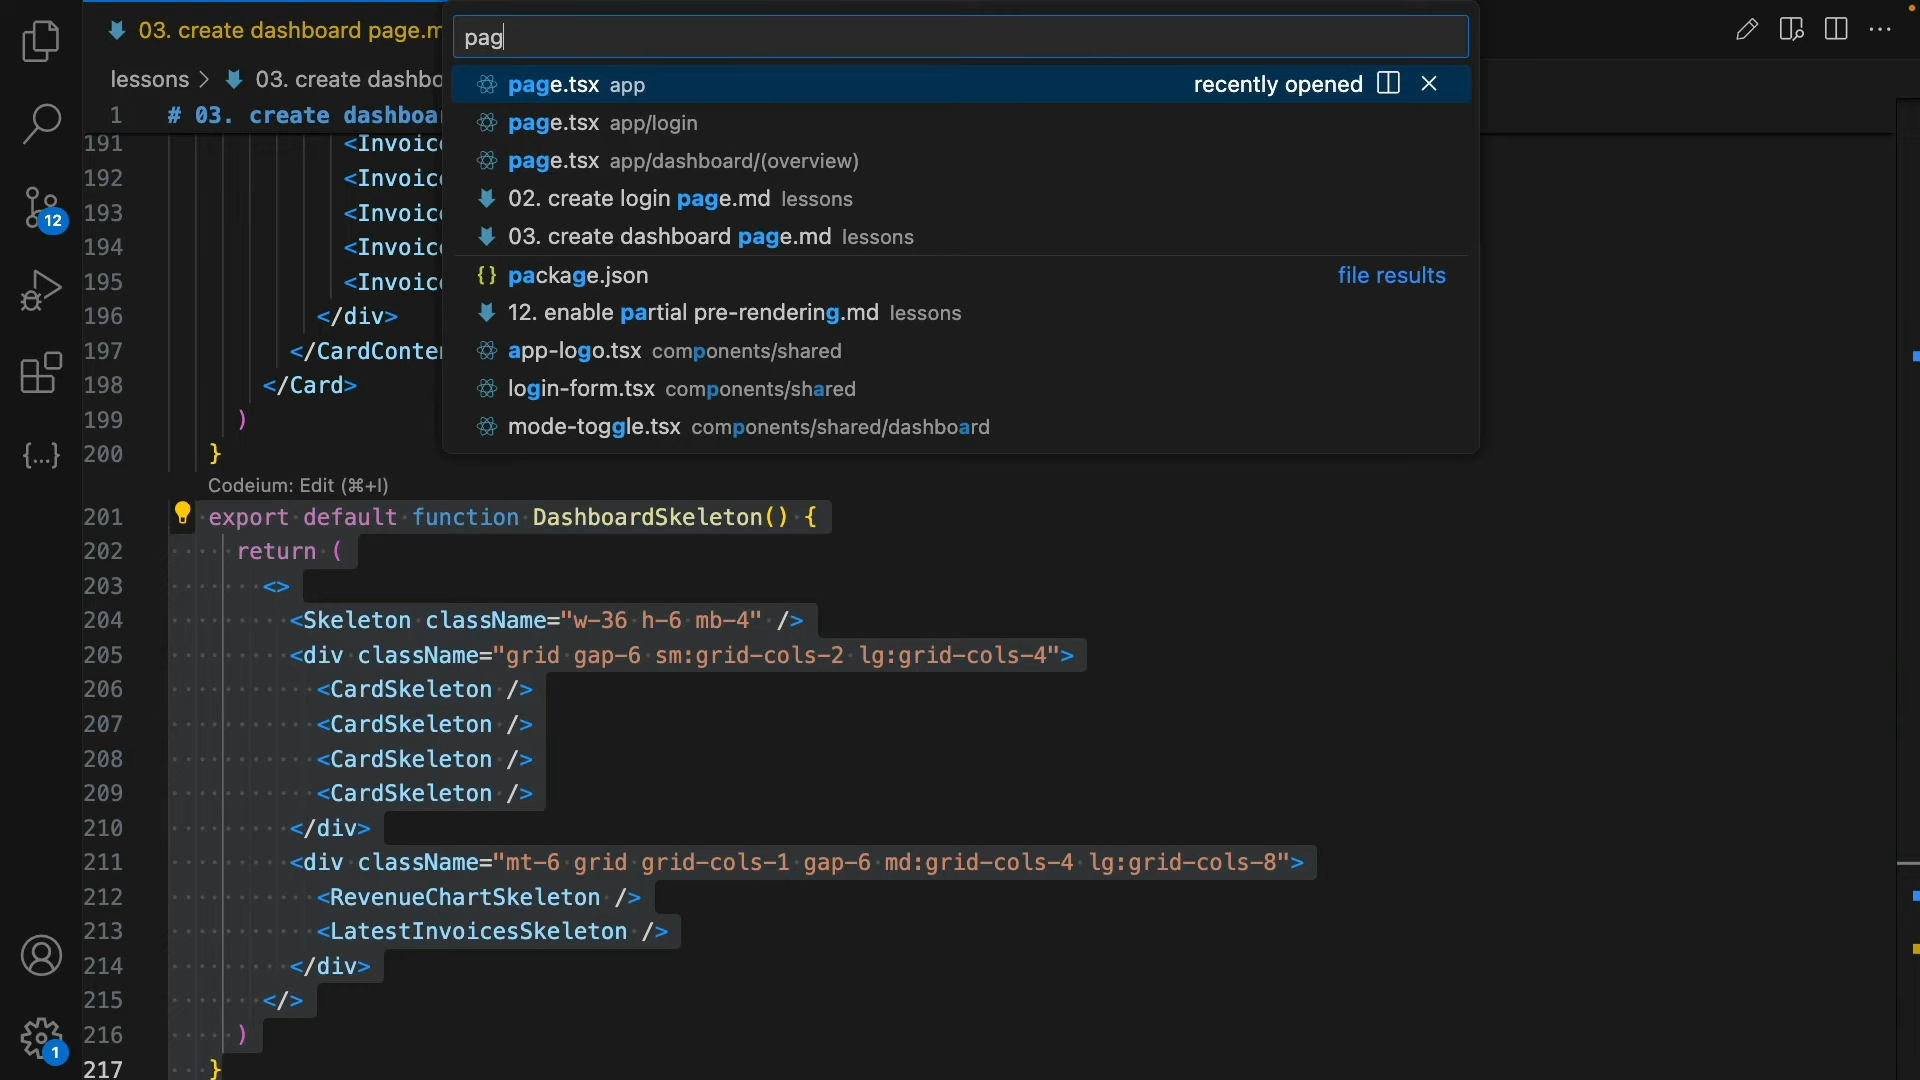 03. create dashboard page.m
pag
lessons > 03. create dashbo
page.tsx app recently opened
1 # 03. create dashboa
page.tsx app/login
191 <Invoic
page.tsx app/dashboard/(overview)
192 <Invoic
02. create login page.md lessons
12
193 <Invoic
03. create dashboard page.md lessons
194 <Invoic
package.json file results
195 <Invoic
12. enable partial pre-rendering.md lessons
196 </div>
app-logo.tsx components/shared
197 </CardConte
login-form.tsx components/shared
198 </Card>
mode-toggle.tsx components/shared/dashboard
199 )
200 }
Codeium: Edit (⌘+I)
201 export default function DashboardSkeleton() {
202 return (
203 <>
204 <Skeleton className="w-36 h-6 mb-4" />
205 <div className="grid gap-6 sm:grid-cols-2 lg:grid-cols-4">
206 <CardSkeleton />
207 <CardSkeleton />
208 <CardSkeleton />
209 <CardSkeleton />
210 </div>
211 <div className="mt-6 grid grid-cols-1 gap-6 md:grid-cols-4 lg:grid-cols-8">
212 <RevenueChartSkeleton />
213 <LatestInvoicesSkeleton />
214 </div>
215 </>
216 )
1
217 }